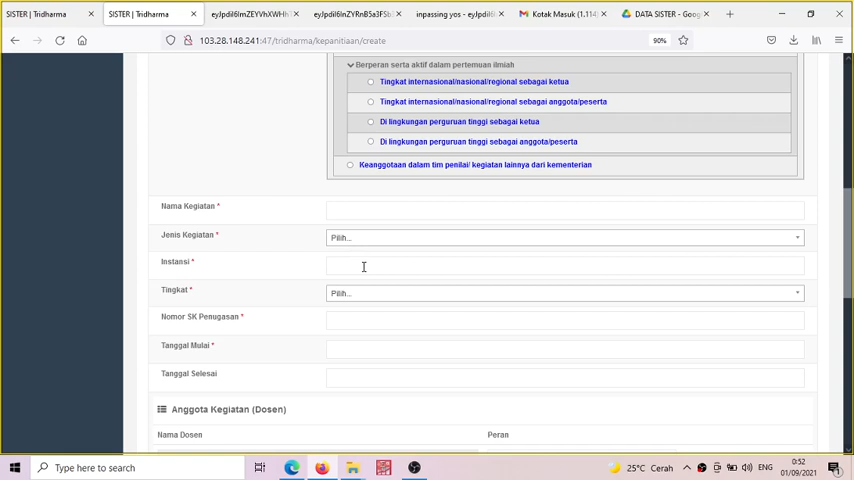 SISTER | Tridharma
SISTER | Tridharma
inpassing yos - eyJpdil6I
Kotak Masuk (1.114)
DATA SISTER - Goog
103.28.148.241:47/tridharma/kepanitiaan/create
90%
Berperan serta aktif dalam pertemuan ilmiah
Tingkat internasional/nasional/regional sebagai ketua
Tingkat internasional/nasional/regional sebagai anggota/peserta
Di lingkungan perguruan tinggi sebagai ketua
Di lingkungan perguruan tinggi sebagai anggota/peserta
Keanggotaan dalam tim penilai/ kegiatan lainnya dari kementerian
Nama Kegiatan *
Jenis Kegiatan *
Pilih...
Instansi *
Tingkat *
Pilih...
Nomor SK Penugasan *
Tanggal Mulai *
Tanggal Selesai
Anggota Kegiatan (Dosen)
Nama Dosen
Peran
Type here to search
25°C Cerah
ENG
0:52
01/09/2021